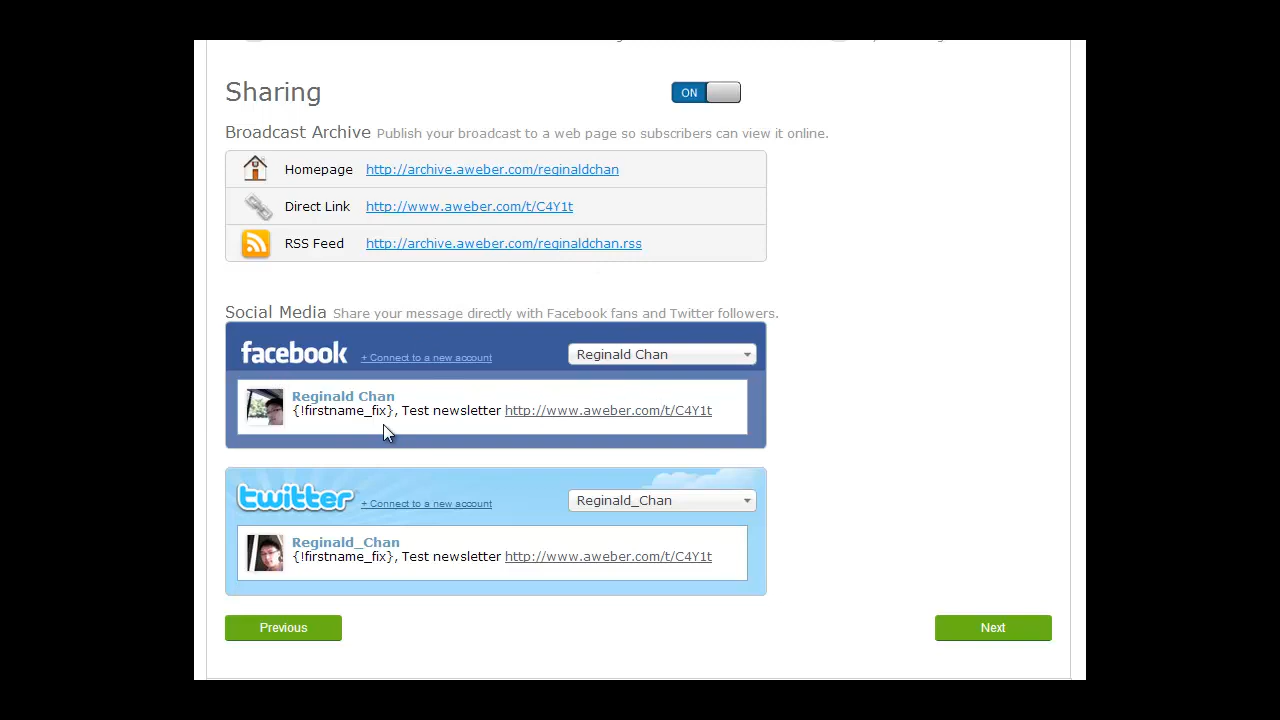 Sharing
ON
Broadcast Archive Publish your broadcast to a web page so subscribers can view it online.
Homepage http://archive.aweber.com/reginaldchan
Direct Link http://www.aweber.com/t/C4Y1t
RSS Feed http://archive.aweber.com/reginaldchan.rss
Social Media Share your message directly with Facebook fans and Twitter followers.
facebook + Connect to a new account Reginald Chan
Reginald Chan
{!firstname_fix}, Test newsletter http://www.aweber.com/t/C4Y1t
twitter + Connect to a new account Reginald_Chan
Reginald_Chan
{!firstname_fix}, Test newsletter http://www.aweber.com/t/C4Y1t
Previous Next